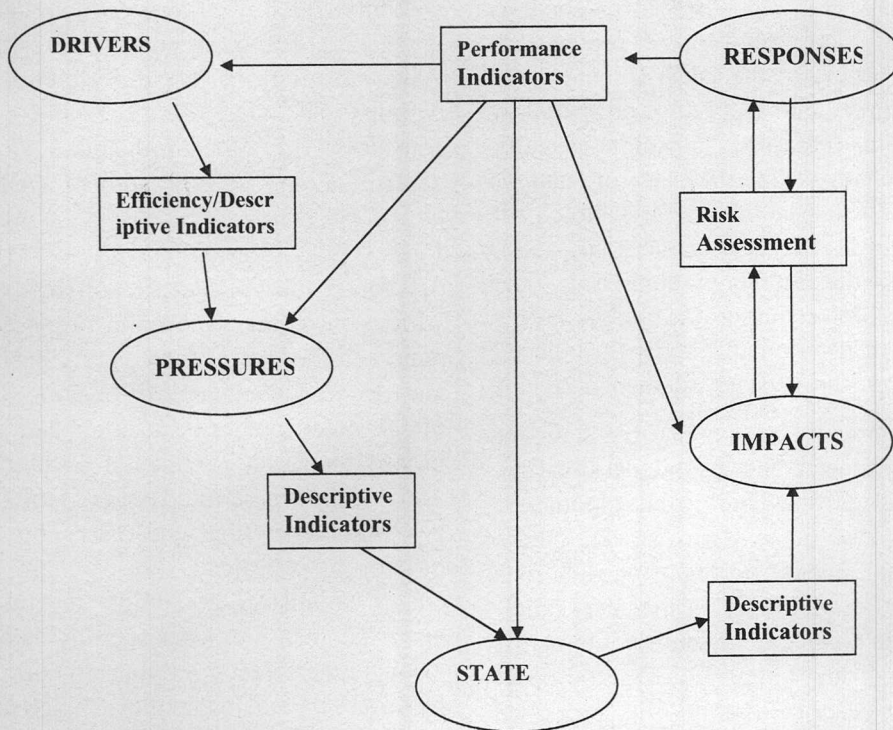 DRIVERS
Performance
Indicators
RESPONSES
Efficiency/Descr
iptive Indicators
Risk
Assessment
PRESSURES
IMPACTS
Descriptive
Indicators
Descriptive
Indicators
STATE